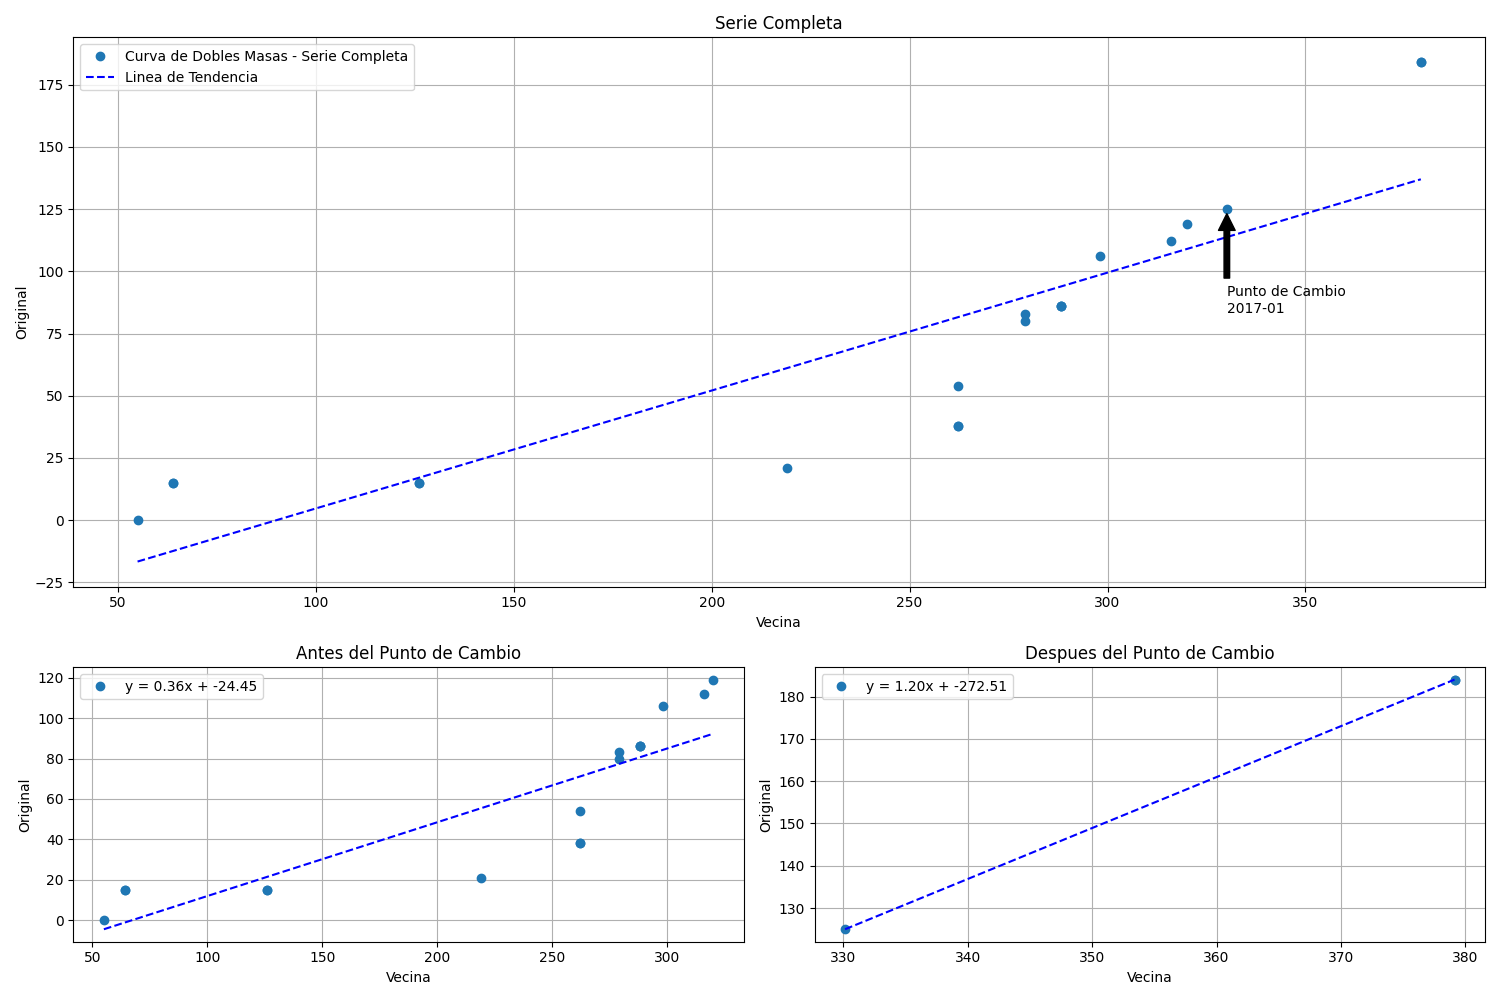 Serie Completa
Curva de Dobles Masas - Serie Completa
Linea de Tendencia
175
150
125
100
75
50
25
0
−25
Original
Punto de Cambio
2017-01
50 100 150 200 250 300 350
Vecina
Antes del Punto de Cambio
y = 0.36x + -24.45
120
100
80
60
40
20
0
Original
50 100 150 200 250 300
Vecina
Despues del Punto de Cambio
y = 1.20x + -272.51
180
170
160
150
140
130
Original
330 340 350 360 370 380
Vecina